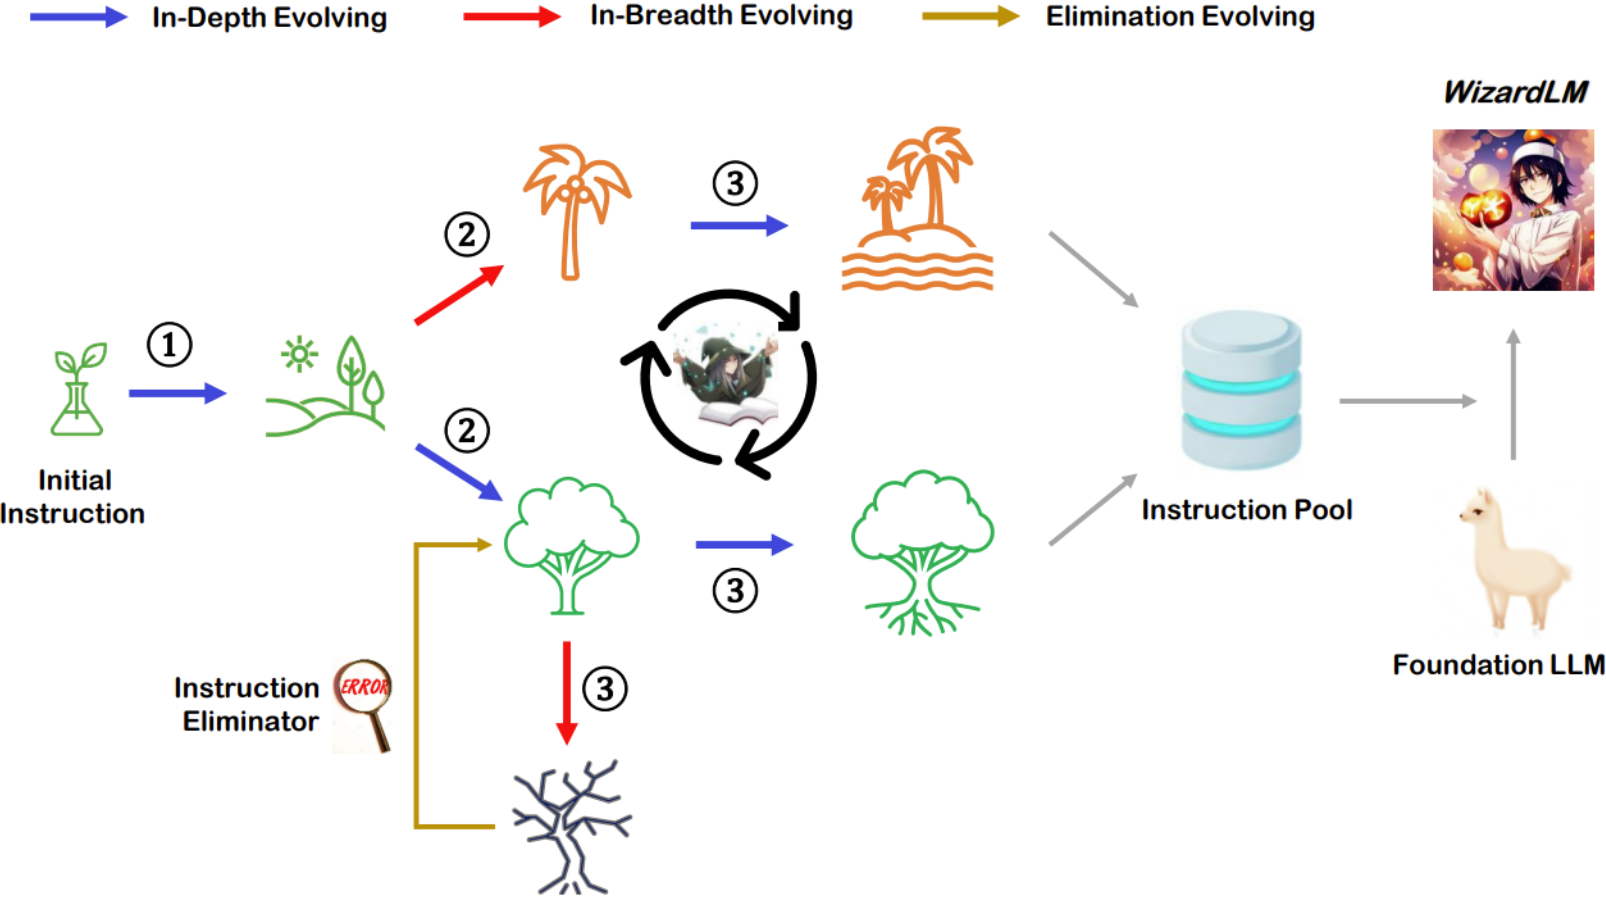 In-Depth Evolving
In-Breadth Evolving
Elimination Evolving
WizardLM
③
②
①
②
Initial
Instruction
Instruction Pool
③
Foundation LLM
Instruction
Eliminator
ERROR
③